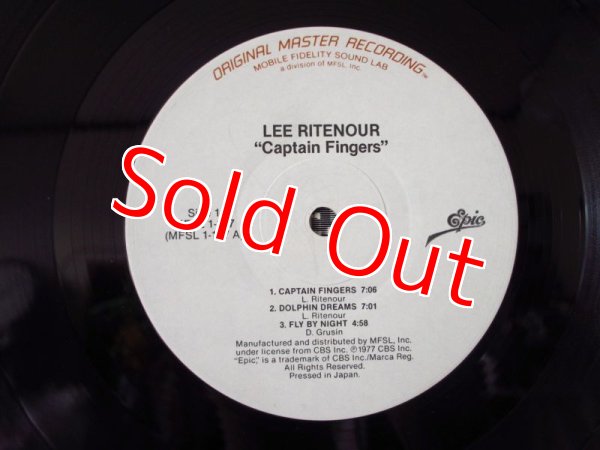 ORIGINAL MASTER RECORDING™
MOBILE FIDELITY SOUND LAB
a division of MFSL, Inc.
LEE RITENOUR
"Captain Fingers"
Sold Out
Epic
1. CAPTAIN FINGERS 7:06
L. Ritenour
2. DOLPHIN DREAMS 7:01
L. Ritenour
3. FLY BY NIGHT 4:58
D. Grusin
Manufactured and distributed by MFSL, Inc.
under license from CBS Inc. ℗1977 CBS Inc.
"Epic," is a trademark of CBS Inc./Marca Reg.
All Rights Reserved.
Pressed in Japan.